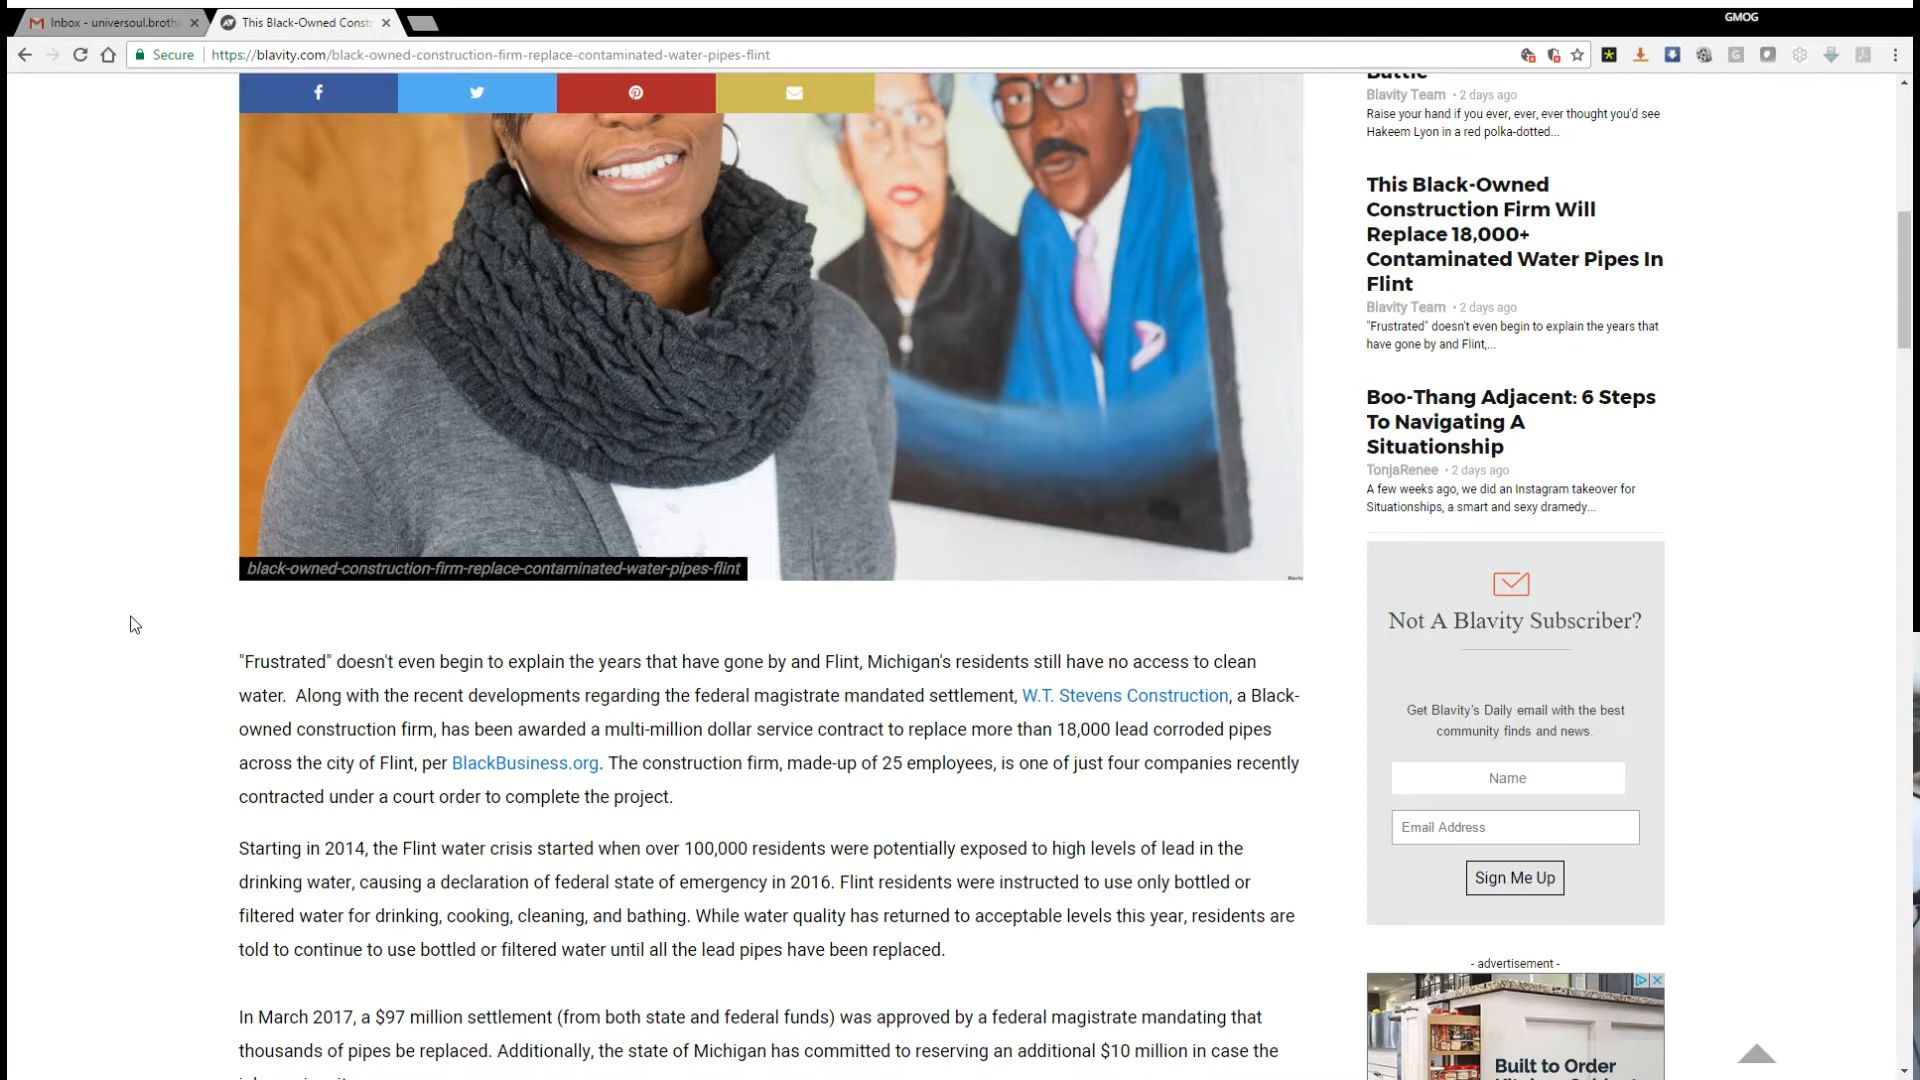 GMOG
Inbox - universoul.broth
This Black-Owned Const
Secure
https://blavity.com/black-owned-construction-firm-replace-contaminated-water-pipes-flint
black-owned-construction-firm-replace-contaminated-water-pipes-flint
"Frustrated" doesn't even begin to explain the years that have gone by and Flint, Michigan's residents still have no access to clean
water.  Along with the recent developments regarding the federal magistrate mandated settlement, W.T. Stevens Construction, a Black-
owned construction firm, has been awarded a multi-million dollar service contract to replace more than 18,000 lead corroded pipes
across the city of Flint, per BlackBusiness.org. The construction firm, made-up of 25 employees, is one of just four companies recently
contracted under a court order to complete the project.
Starting in 2014, the Flint water crisis started when over 100,000 residents were potentially exposed to high levels of lead in the
drinking water, causing a declaration of federal state of emergency in 2016. Flint residents were instructed to use only bottled or
filtered water for drinking, cooking, cleaning, and bathing. While water quality has returned to acceptable levels this year, residents are
told to continue to use bottled or filtered water until all the lead pipes have been replaced.
In March 2017, a $97 million settlement (from both state and federal funds) was approved by a federal magistrate mandating that
thousands of pipes be replaced. Additionally, the state of Michigan has committed to reserving an additional $10 million in case the
Battle
Blavity Team • 2 days ago
Raise your hand if you ever, ever, ever thought you'd see
Hakeem Lyon in a red polka-dotted...
This Black-Owned
Construction Firm Will
Replace 18,000+
Contaminated Water Pipes In
Flint
Blavity Team • 2 days ago
"Frustrated" doesn't even begin to explain the years that
have gone by and Flint,...
Boo-Thang Adjacent: 6 Steps
To Navigating A
Situationship
TonjaRenee • 2 days ago
A few weeks ago, we did an Instagram takeover for
Situationships, a smart and sexy dramedy...
Not A Blavity Subscriber?
Get Blavity's Daily email with the best
community finds and news.
Name
Email Address
Sign Me Up
- advertisement -
Built to Order